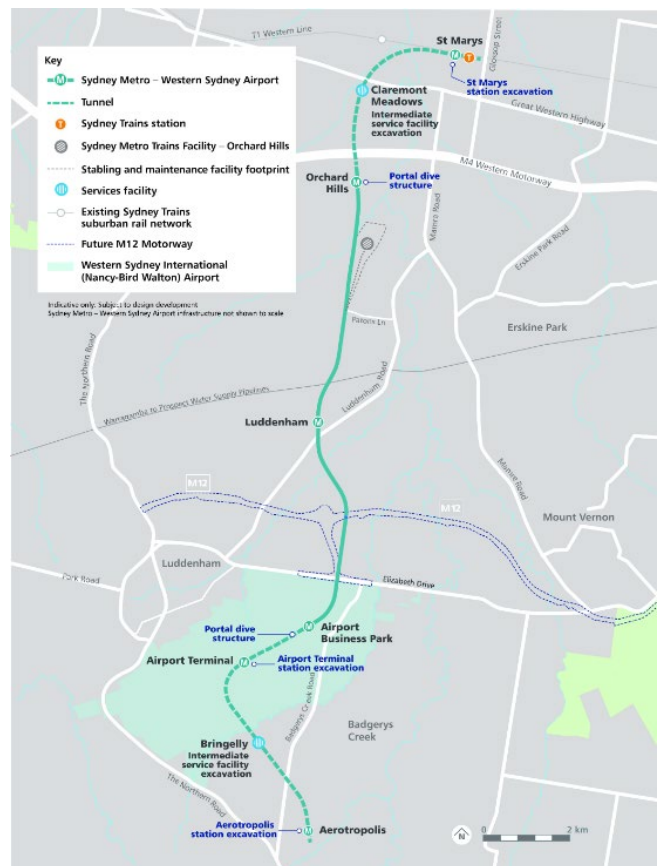 T1 Western Line
St Marys
Glossop Street
Key
M
Sydney Metro – Western Sydney Airport
Tunnel
T
Sydney Trains station
Sydney Metro Trains Facility – Orchard Hills
Stabling and maintenance facility footprint
Services facility
Existing Sydney Trains
suburban rail network
Future M12 Motorway
Western Sydney International
(Nancy-Bird Walton) Airport
Indicative only: Subject to design development
Sydney Metro – Western Sydney Airport infrastructure not shown to scale
M
T
St Marys
station excavation
Claremont
Meadows
Intermediate
service facility
excavation
Great Western Highway
M4 Western Motorway
Orchard
Hills
M
Portal dive
structure
Mamre Road
Erskine Park Road
Patons Ln
Erskine Park
The Northern Road
Warragamba to Prospect Water Supply Pipelines
Luddenham Road
Luddenham
M
Mamre Road
M12
M12
Mount Vernon
Luddenham
Park Road
Elizabeth Drive
Portal dive
structure
M
Airport
Business Park
Airport Terminal
M
Airport Terminal
station excavation
Badgerys Creek Road
Badgerys
Creek
Bringelly
Intermediate
service facility
excavation
The Northern Road
Aerotropolis
station excavation
M
Aerotropolis
N
0
2 km